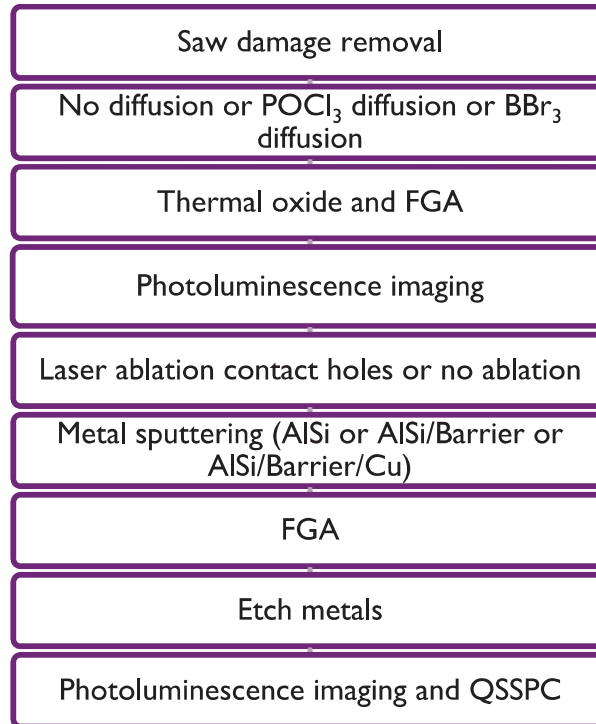 Saw damage removal
No diffusion or POCl₃ diffusion or BBr₃
diffusion
Thermal oxide and FGA
Photoluminescence imaging
Laser ablation contact holes or no ablation
Metal sputtering (AlSi or AlSi/Barrier or
AlSi/Barrier/Cu)
FGA
Etch metals
Photoluminescence imaging and QSSPC